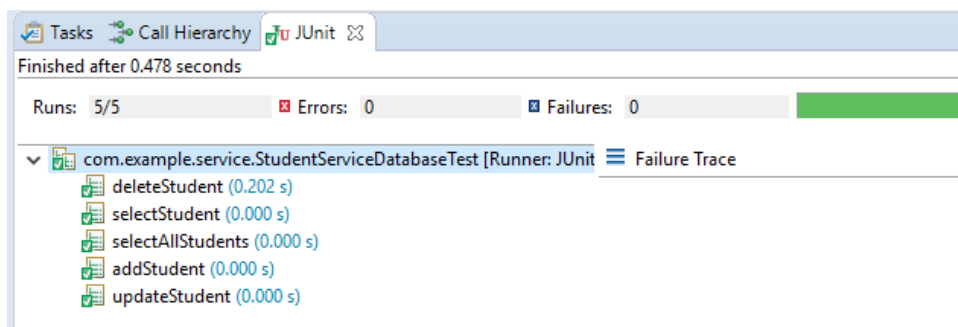 Tasks Call Hierarchy JUnit
Finished after 0.478 seconds
Runs: 5/5 Errors: 0 Failures: 0
com.example.service.StudentServiceDatabaseTest [Runner: JUnit Failure Trace
deleteStudent (0.202 s)
selectStudent (0.000 s)
selectAllStudents (0.000 s)
addStudent (0.000 s)
updateStudent (0.000 s)